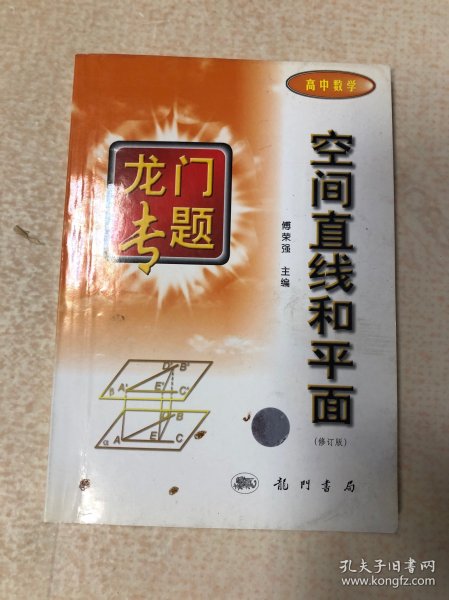 高中数学
空间直线和平面
(修订版)
傅荣强 主编
龙门
专题
D' B'
β A' E' C'
D B
α A E C
龍門書局
孔夫子旧书网
www.kongfz.com